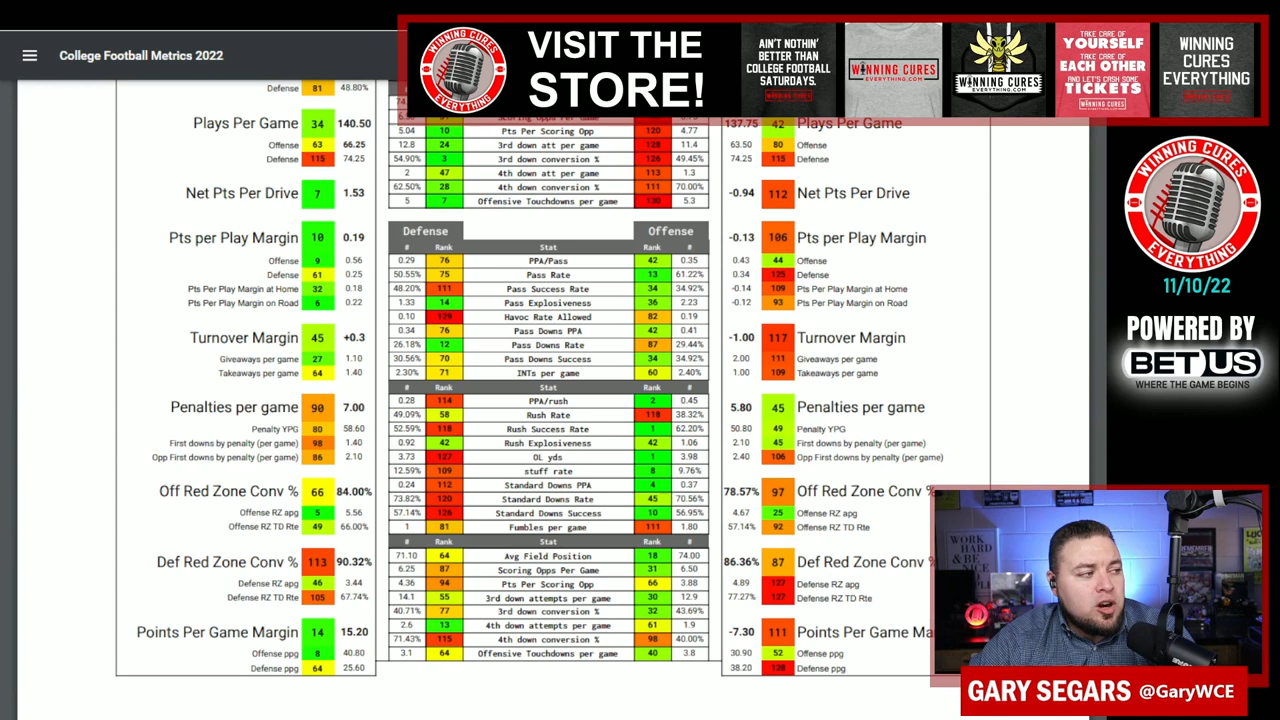 College Football Metrics 2022
WINNING CURES
EVERYTHING
VISIT THE
STORE!
AIN'T NOTHIN'
BETTER THAN
COLLEGE FOOTBALL
SATURDAYS.
WINNING CURES
WINNING CURES
EVERYTHING.COM
TAKE CARE OF
YOURSELF
TAKE CARE OF
EACH OTHER
AND LET'S CASH SOME
TICKETS
WINNING CURES
WINNING
CURES
EVERYTHING
Defense 81 48.80%
Plays Per Game 34 140.50
Offense 63 66.25
Defense 115 74.25
Net Pts Per Drive 7 1.53
Pts per Play Margin 10 0.19
Offense 9 0.56
Defense 61 0.25
Pts Per Play Margin at Home 32 0.18
Pts Per Play Margin on Road 6 0.22
Turnover Margin 45 +0.3
Giveaways per game 27 1.10
Takeaways per game 64 1.40
Penalties per game 90 7.00
Penalty YPG 80 58.60
First downs by penalty (per game) 98 1.40
Opp First downs by penalty (per game) 86 2.10
Off Red Zone Conv % 66 84.00%
Offense RZ apg 5 5.56
Offense RZ TD Rte 49 66.00%
Def Red Zone Conv % 113 90.32%
Defense RZ apg 46 3.44
Defense RZ TD Rte 105 67.74%
Points Per Game Margin 14 15.20
Offense ppg 8 40.80
Defense ppg 64 25.60
5.04 10 Pts Per Scoring Opp 120 4.77
12.8 24 3rd down att per game 128 11.4
54.90% 3 3rd down conversion % 126 49.45%
2 47 4th down att per game 113 1.3
62.50% 28 4th down conversion % 111 70.00%
5 7 Offensive Touchdowns per game 130 5.3
Defense Offense
# Rank Stat Rank #
0.29 76 PPA/Pass 42 0.35
50.55% 75 Pass Rate 13 61.22%
48.20% 111 Pass Success Rate 34 34.92%
1.33 14 Pass Explosiveness 36 2.23
0.10 129 Havoc Rate Allowed 82 0.19
0.34 76 Pass Downs PPA 42 0.41
26.18% 12 Pass Downs Rate 87 29.44%
30.56% 70 Pass Downs Success 34 34.92%
2.30% 71 INTs per game 60 2.40%
# Rank Stat Rank #
0.28 114 PPA/rush 2 0.45
49.09% 58 Rush Rate 118 38.32%
52.59% 118 Rush Success Rate 1 62.20%
0.92 42 Rush Explosiveness 42 1.06
3.73 127 OL yds 1 3.98
12.59% 109 stuff rate 8 9.76%
0.24 112 Standard Downs PPA 4 0.37
73.82% 120 Standard Downs Rate 45 70.56%
57.14% 126 Standard Downs Success 10 56.95%
1 81 Fumbles per game 111 1.80
# Rank Stat Rank #
71.10 64 Avg Field Position 18 74.00
6.25 87 Scoring Opps Per Game 31 6.50
4.36 94 Pts Per Scoring Opp 66 3.88
14.1 55 3rd down attempts per game 30 12.9
40.71% 77 3rd down conversion % 32 43.69%
2.6 13 4th down attempts per game 61 1.9
71.43% 115 4th down conversion % 98 40.00%
3.1 64 Offensive Touchdowns per game 40 3.8
137.75 42 Plays Per Game
63.50 80 Offense
74.25 115 Defense
-0.94 112 Net Pts Per Drive
-0.13 106 Pts per Play Margin
0.43 44 Offense
0.34 125 Defense
-0.14 109 Pts Per Play Margin at Home
-0.12 93 Pts Per Play Margin on Road
-1.00 117 Turnover Margin
2.00 111 Giveaways per game
1.00 109 Takeaways per game
5.80 45 Penalties per game
50.80 49 Penalty YPG
2.10 45 First downs by penalty (per game)
2.40 106 Opp First downs by penalty (per game)
78.57% 97 Off Red Zone Conv %
4.67 25 Offense RZ apg
57.14% 92 Offense RZ TD Rte
86.36% 87 Def Red Zone Conv %
4.89 127 Defense RZ apg
77.27% 127 Defense RZ TD Rte
-7.30 111 Points Per Game Ma
30.90 52 Offense ppg
38.20 128 Defense ppg
WINNING CURES
EVERYTHING
11/10/22
POWERED BY
BETUS
WHERE THE GAME BEGINS
WORK
HARD
BE
GARY SEGARS @GaryWCE